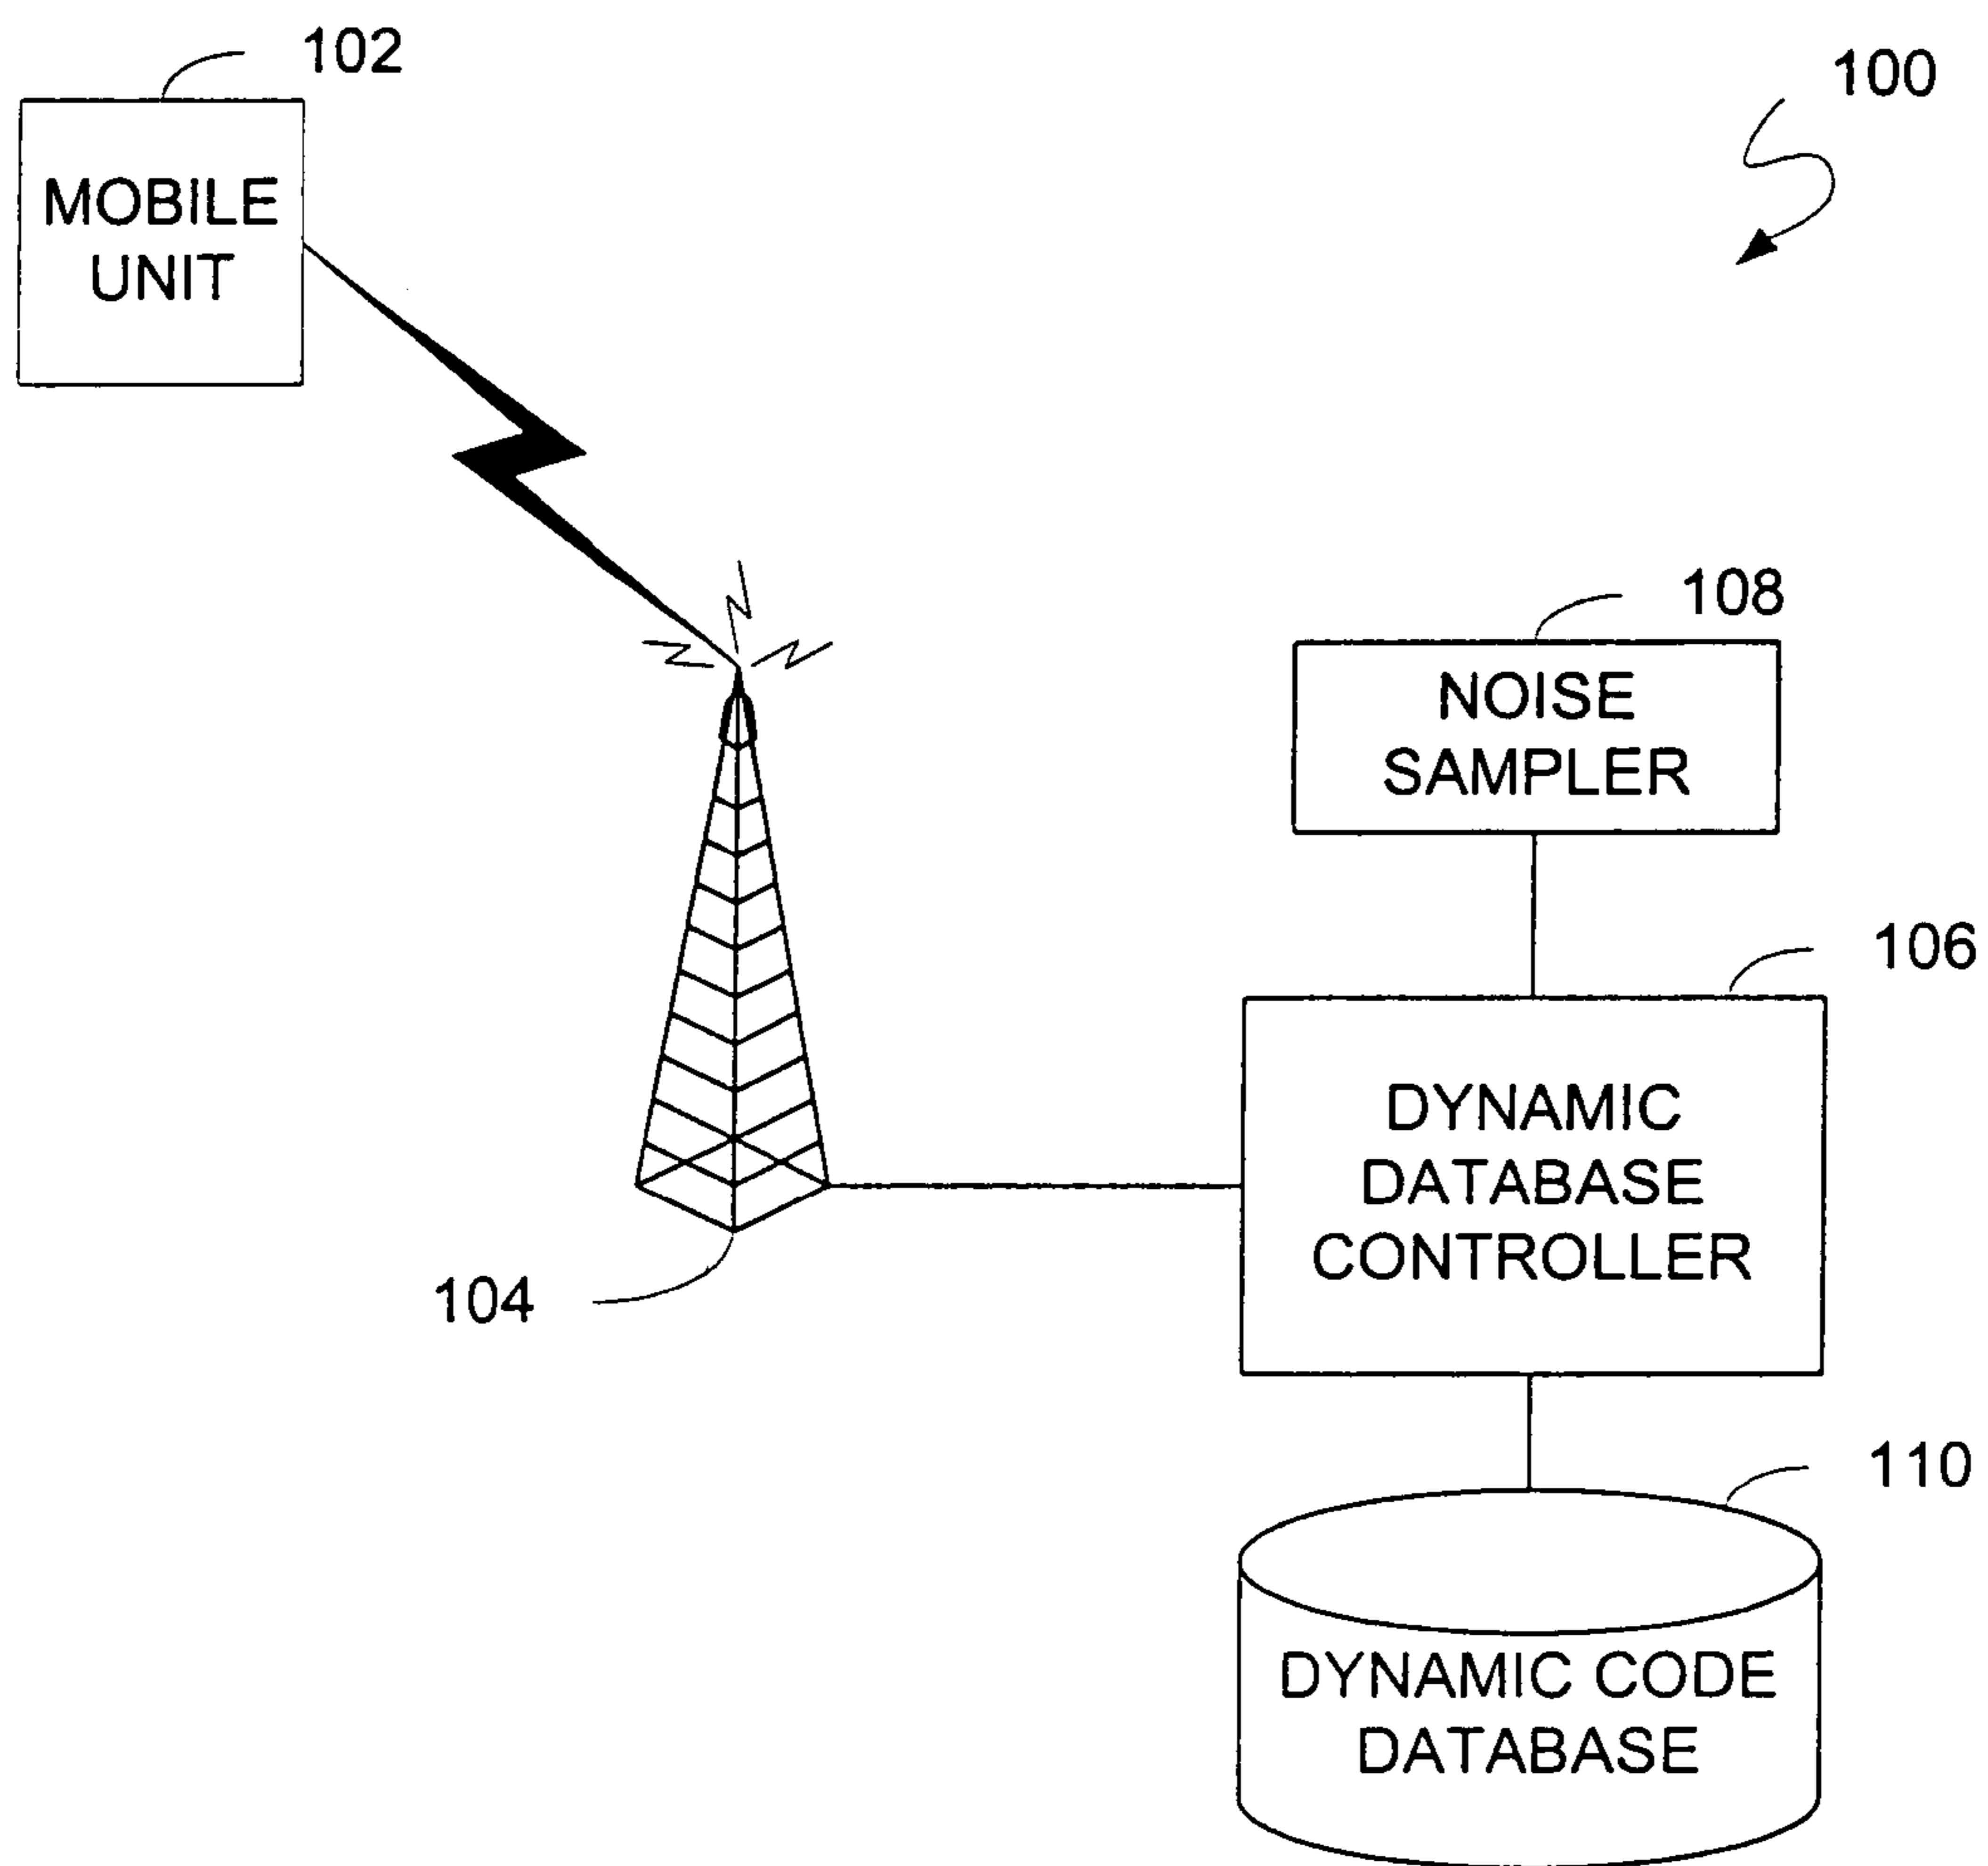 102
100
MOBILE
UNIT
108
NOISE
SAMPLER
106
DYNAMIC
DATABASE
CONTROLLER
104
110
DYNAMIC CODE
DATABASE